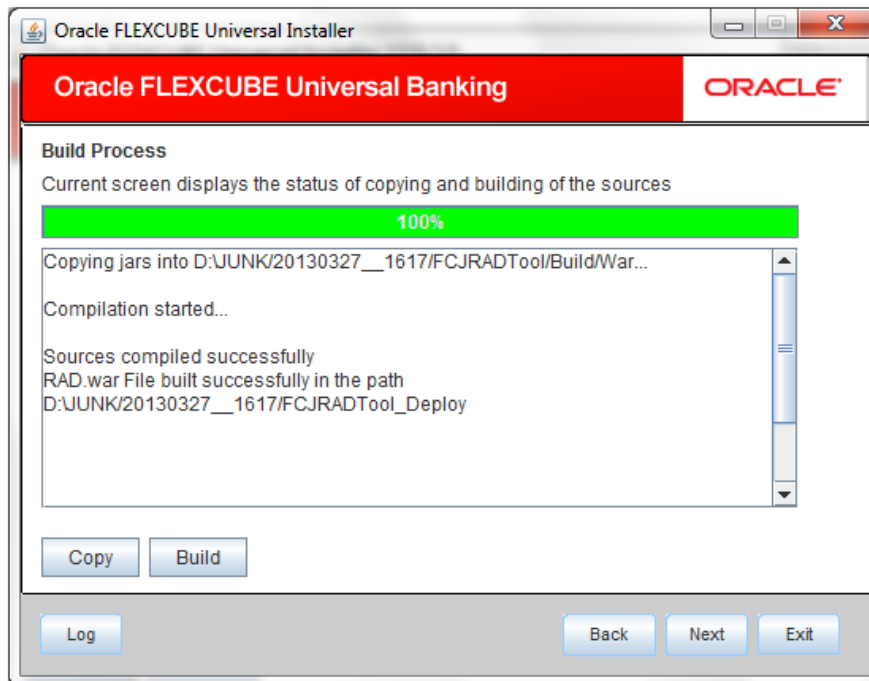 Oracle FLEXCUBE Universal Installer
Oracle FLEXCUBE Universal Banking
ORACLE®
Build Process
Current screen displays the status of copying and building of the sources
100%
Copying jars into D:\JUNK/20130327__1617/FCJRADTool/Build/War...
Compilation started...
Sources compiled successfully
RAD.war File built successfully in the path
D:\JUNK/20130327__1617/FCJRADTool_Deploy
Copy Build
Log Back Next Exit